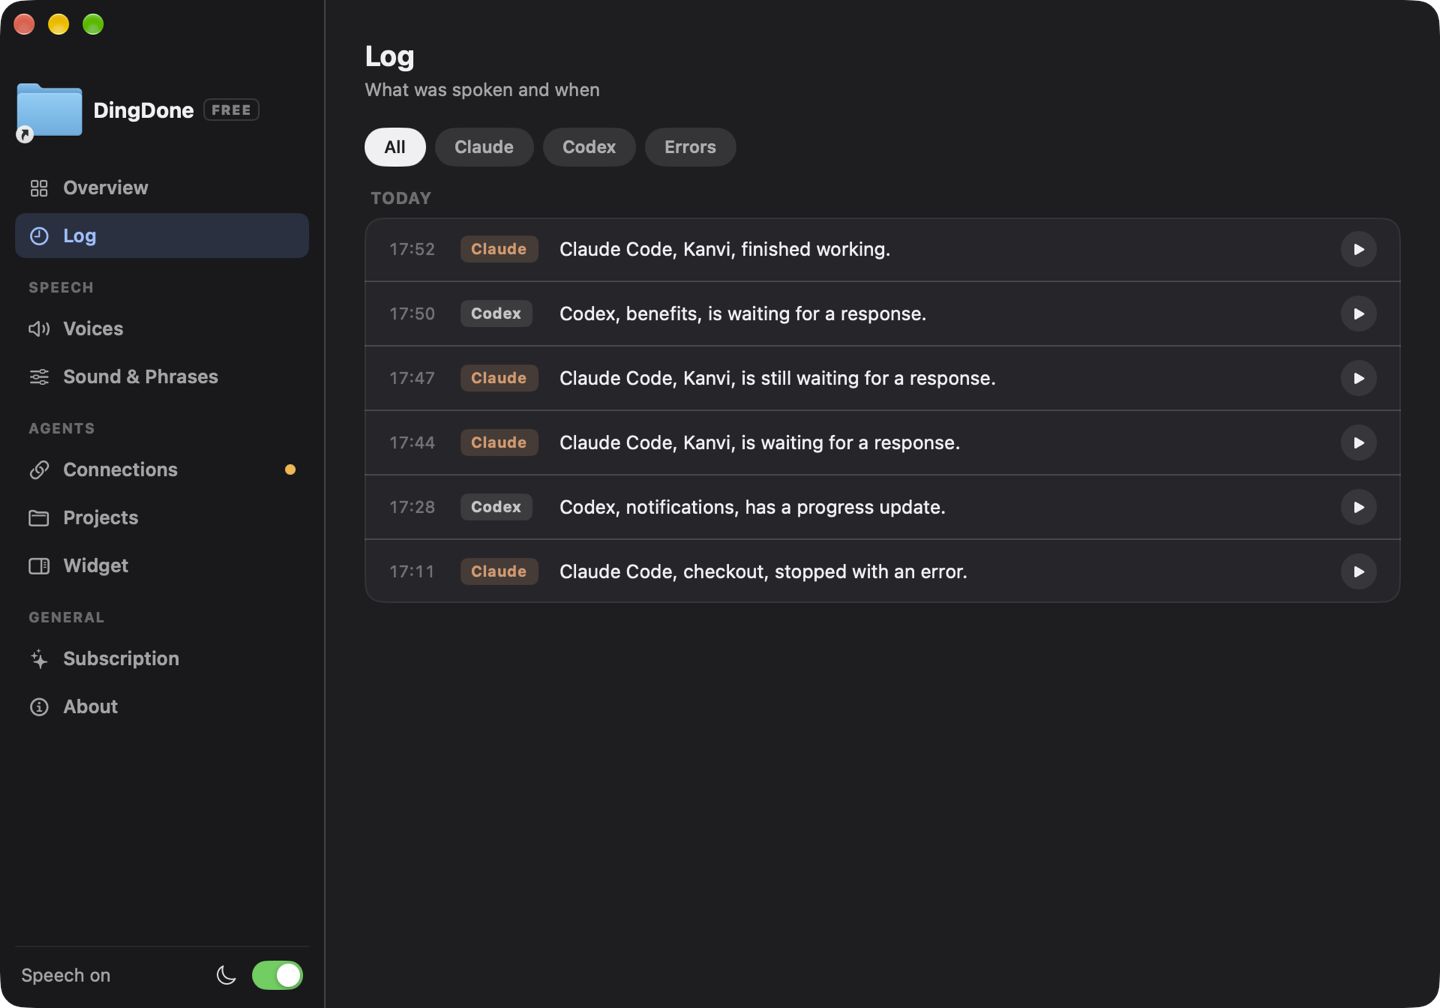 DingDone FREE
Overview
Log
SPEECH
Voices
Sound & Phrases
AGENTS
Connections
Projects
Widget
GENERAL
Subscription
About
Speech on
Log
What was spoken and when
All Claude Codex Errors
TODAY
17:52 Claude Claude Code, Kanvi, finished working.
17:50 Codex Codex, benefits, is waiting for a response.
17:47 Claude Claude Code, Kanvi, is still waiting for a response.
17:44 Claude Claude Code, Kanvi, is waiting for a response.
17:28 Codex Codex, notifications, has a progress update.
17:11 Claude Claude Code, checkout, stopped with an error.